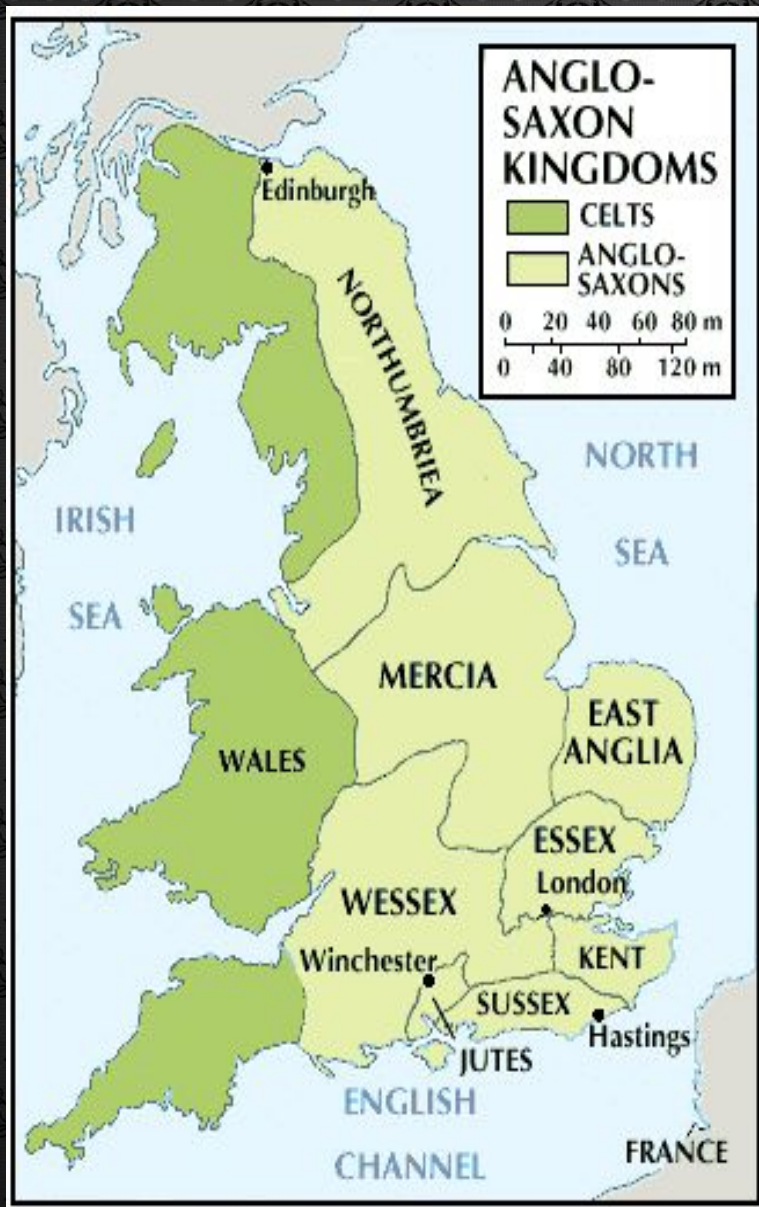 ANGLO-
SAXON
KINGDOMS
CELTS
ANGLO-
SAXONS
0 20 40 60 80 m
0 40 80 120 m
Edinburgh
NORTHUMBRIEA
NORTH
SEA
IRISH
SEA
MERCIA
EAST
ANGLIA
WALES
ESSEX
London
WESSEX
Winchester
KENT
SUSSEX
Hastings
JUTES
ENGLISH
CHANNEL
FRANCE